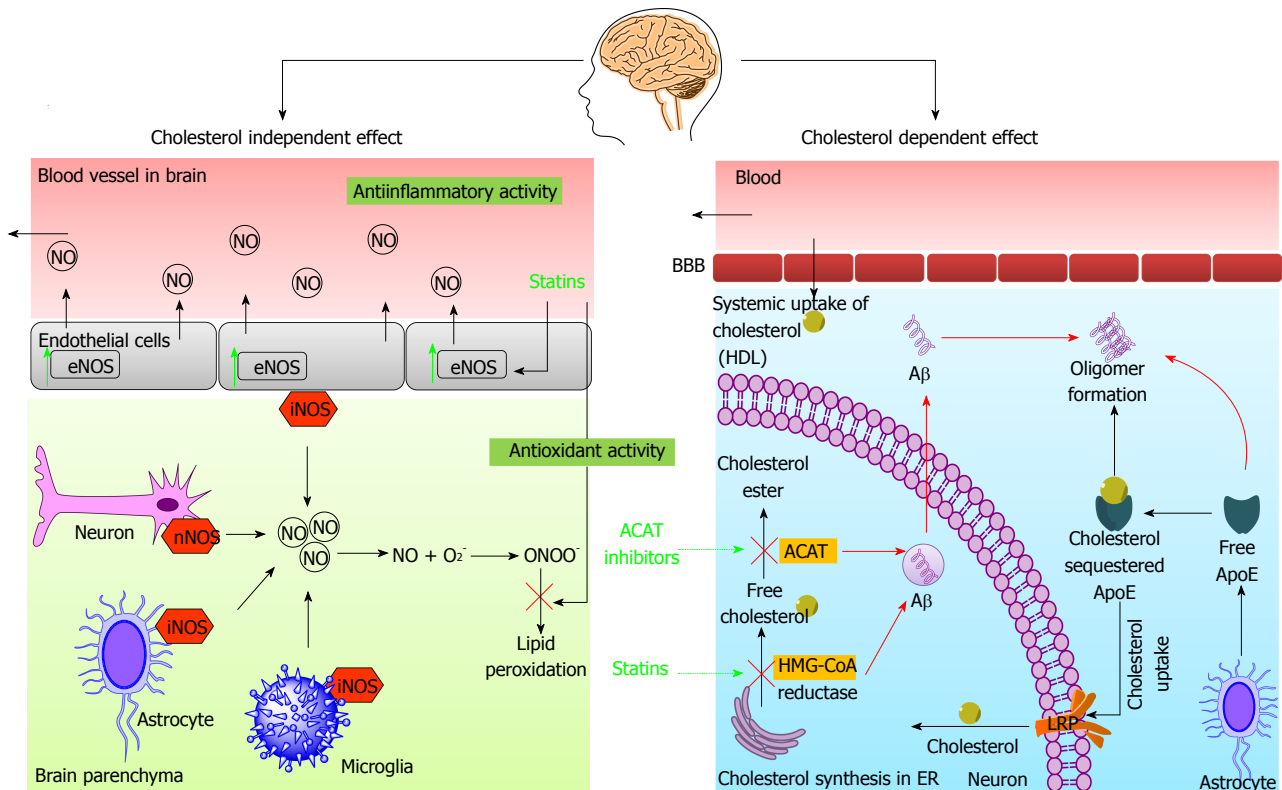 Cholesterol independent effect
Cholesterol dependent effect
Blood vessel in brain
Antiinflammatory activity
NO
NO
NO
NO
NO
NO
Statins
Endothelial cells
eNOS
eNOS
eNOS
iNOS
Antioxidant activity
Neuron
nNOS
NO
NO
NO
NO + O₂⁻
ONOO⁻
iNOS
Lipid
peroxidation
iNOS
Astrocyte
Microglia
Brain parenchyma
Blood
BBB
Systemic uptake of
cholesterol
(HDL)
Aβ
Oligomer
formation
Cholesterol
ester
ACAT
inhibitors
ACAT
Free
cholesterol
Aβ
Cholesterol
sequestered
ApoE
Free
ApoE
Cholesterol
uptake
Statins
HMG-CoA
reductase
LRP
Cholesterol
Cholesterol synthesis in ER
Neuron
Astrocyte